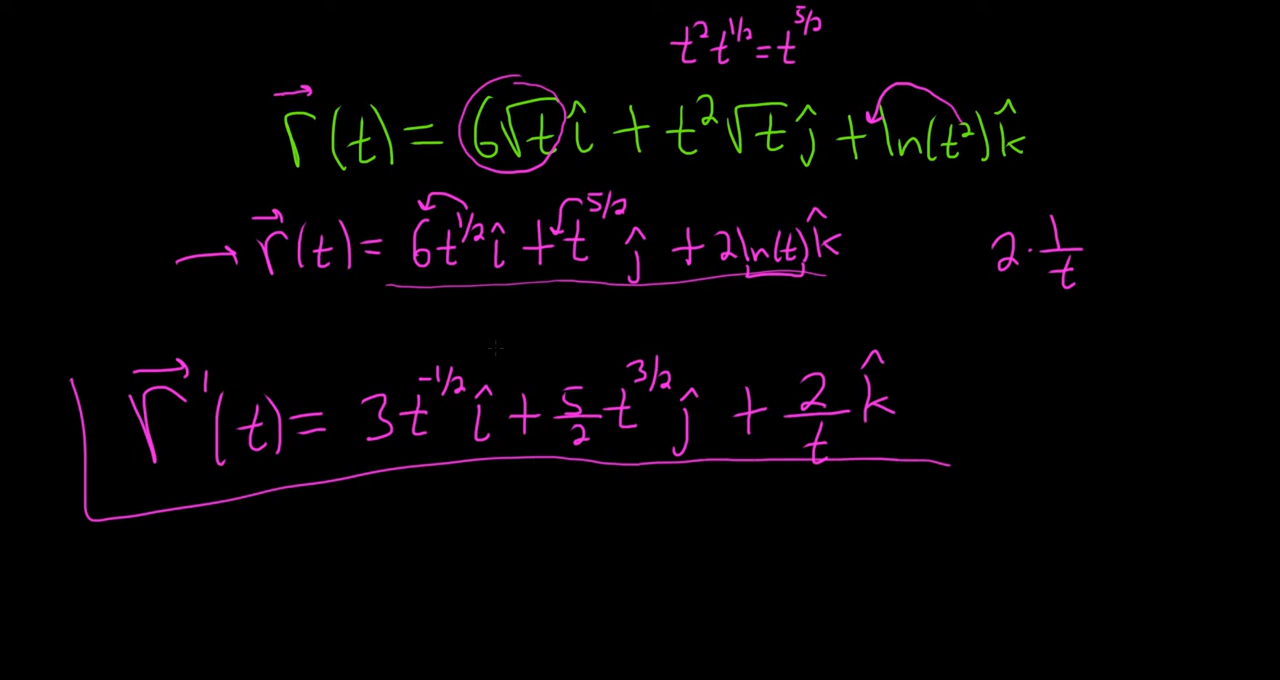 t² t^{1/2} = t^{5/2}
r⃗(t) = 6√t î + t²√t ĵ + ln(t²) k̂
→ r⃗(t) = 6t^{1/2} î + t^{5/2} ĵ + 2ln(t) k̂
2 · 1/t
r⃗'(t) = 3t^{-1/2} î + 5/2 t^{3/2} ĵ + 2/t k̂